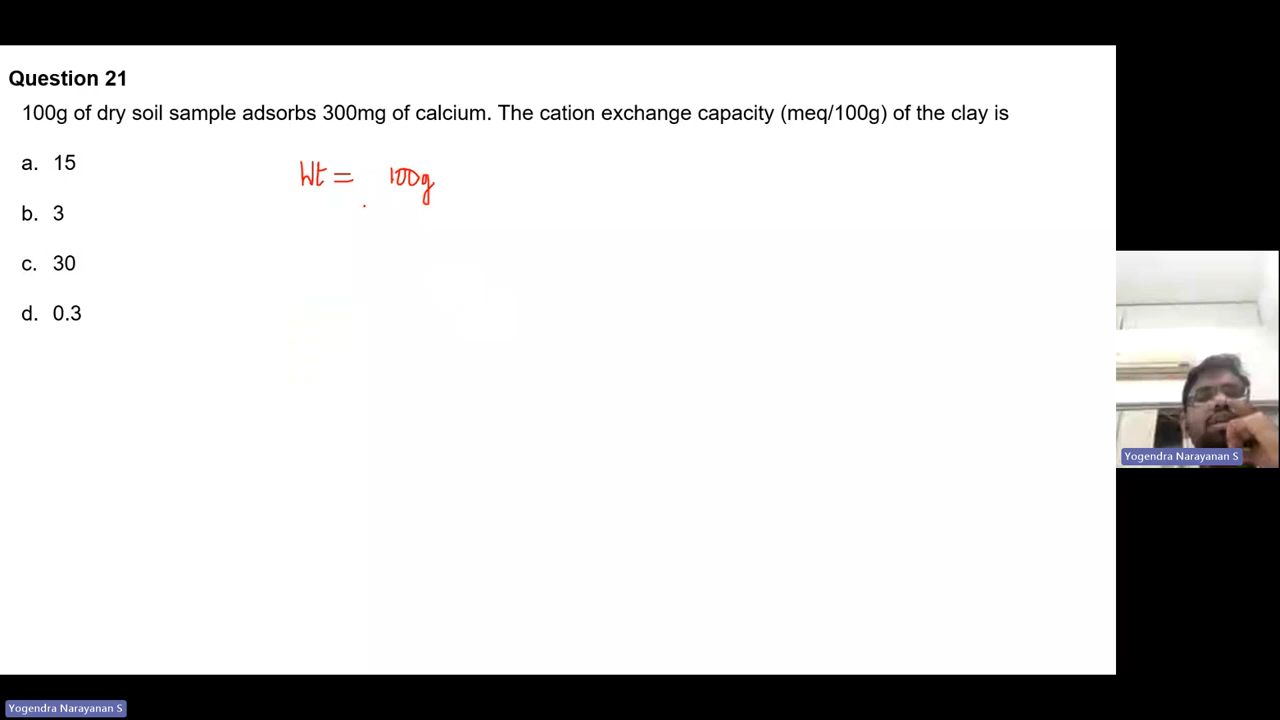 Question 21
100g of dry soil sample adsorbs 300mg of calcium. The cation exchange capacity (meq/100g) of the clay is
a. 15
Wt = 100g
b. 3
c. 30
d. 0.3
Yogendra Narayanan S
Yogendra Narayanan S